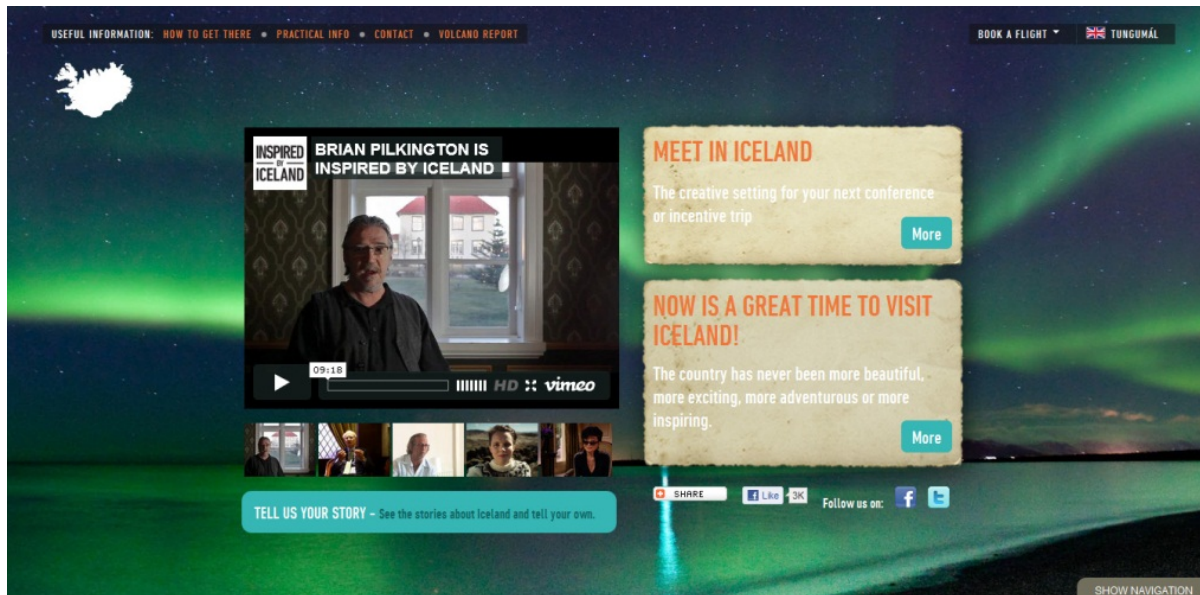 USEFUL INFORMATION: HOW TO GET THERE • PRACTICAL INFO • CONTACT • VOLCANO REPORT
BOOK A FLIGHT TUNGUMÁL
INSPIRED
BY
ICELAND
BRIAN PILKINGTON IS
INSPIRED BY ICELAND
09:18
HD vimeo
TELL US YOUR STORY – See the stories about Iceland and tell your own.
MEET IN ICELAND
The creative setting for your next conference
or incentive trip
More
NOW IS A GREAT TIME TO VISIT
ICELAND!
The country has never been more beautiful,
more exciting, more adventurous or more
inspiring.
More
SHARE
Like 3K
Follow us on:
SHOW NAVIGATION